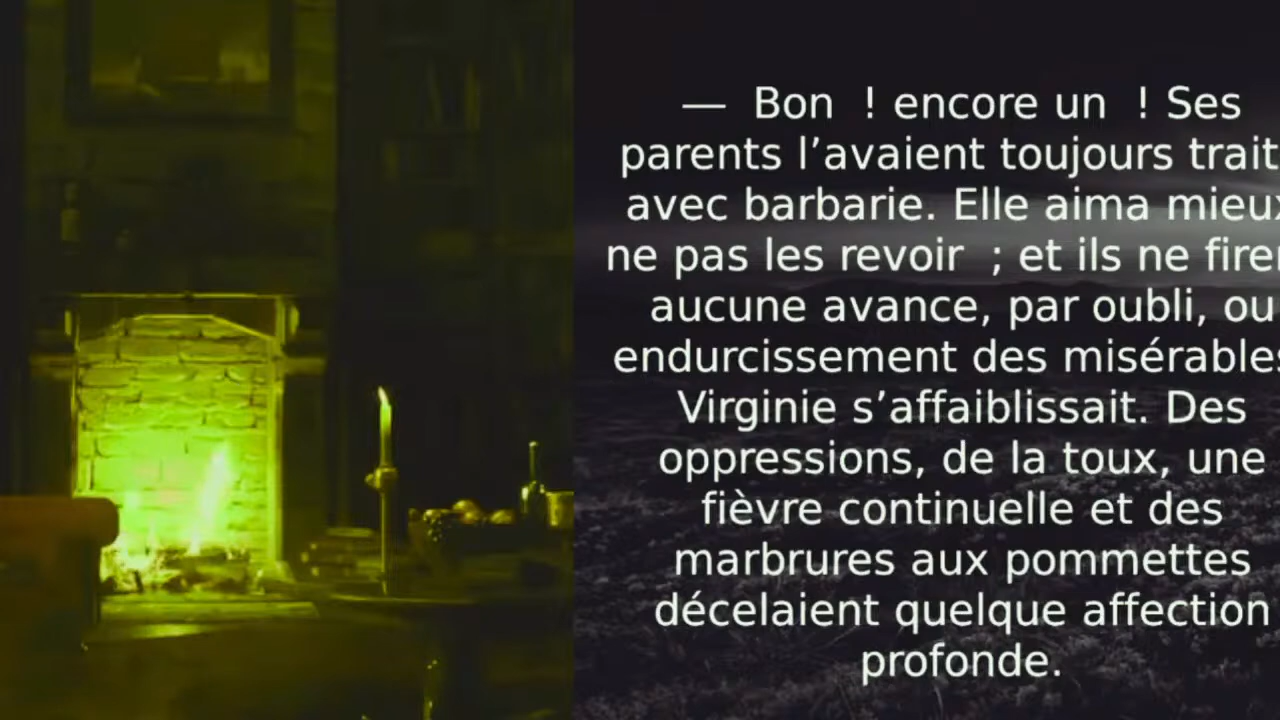 — Bon  ! encore un  ! Ses
parents l’avaient toujours trait
avec barbarie. Elle aima mieux
ne pas les revoir  ; et ils ne firen
aucune avance, par oubli, ou
endurcissement des misérables
Virginie s’affaiblissait. Des
oppressions, de la toux, une
fièvre continuelle et des
marbrures aux pommettes
décelaient quelque affection
profonde.